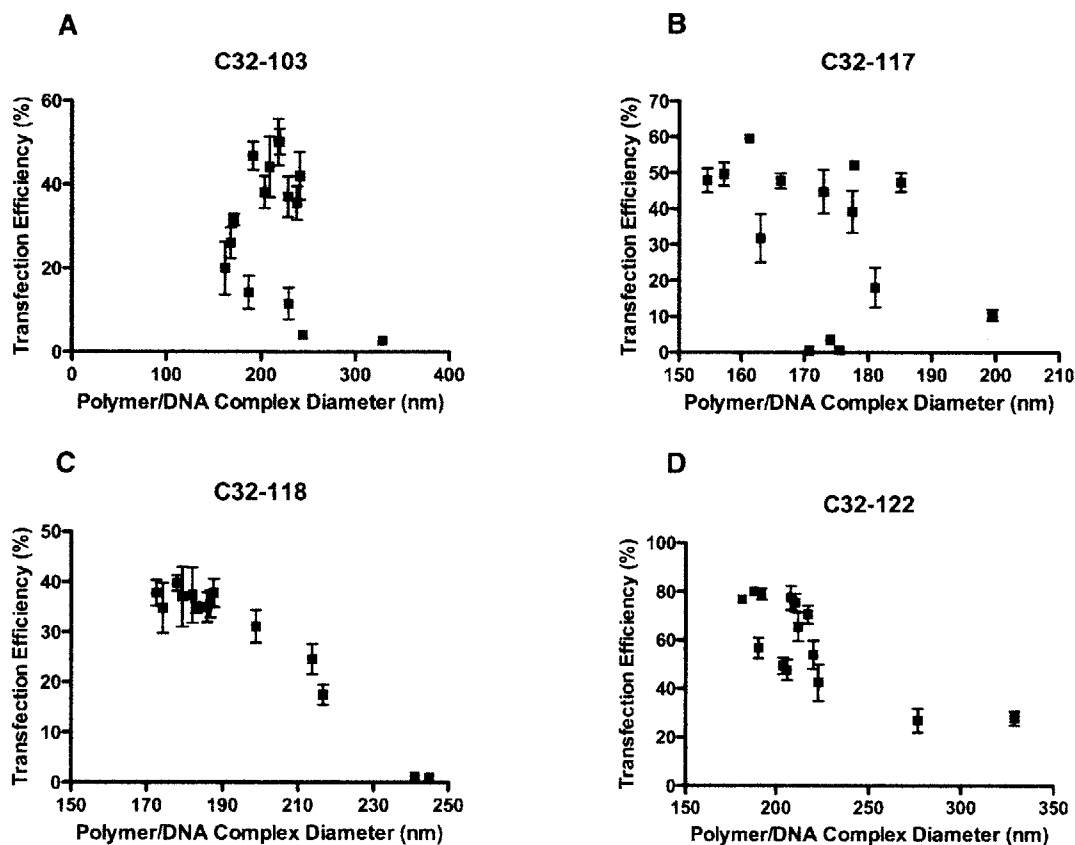 A
C32-103
Transfection Efficiency (%)
60
40
20
0
0 100 200 300 400
Polymer/DNA Complex Diameter (nm)
B
C32-117
Transfection Efficiency (%)
70
60
50
40
30
20
10
0
150 160 170 180 190 200 210
Polymer/DNA Complex Diameter (nm)
C
C32-118
Transfection Efficiency (%)
50
40
30
20
10
0
150 170 190 210 230 250
Polymer/DNA Complex Diameter (nm)
D
C32-122
Transfection Efficiency (%)
100
80
60
40
20
0
150 200 250 300 350
Polymer/DNA Complex Diameter (nm)